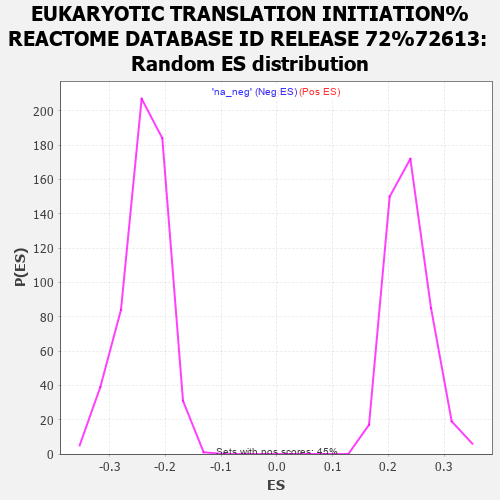 EUKARYOTIC TRANSLATION INITIATION%
REACTOME DATABASE ID RELEASE 72%72613:
Random ES distribution
'na_neg' (Neg ES) (Pos ES)
200
180
160
140
120
100
80
60
40
20
0
P(ES)
Sets with pos scores: 45%
-0.3 -0.2 -0.1 0.0 0.1 0.2 0.3
ES